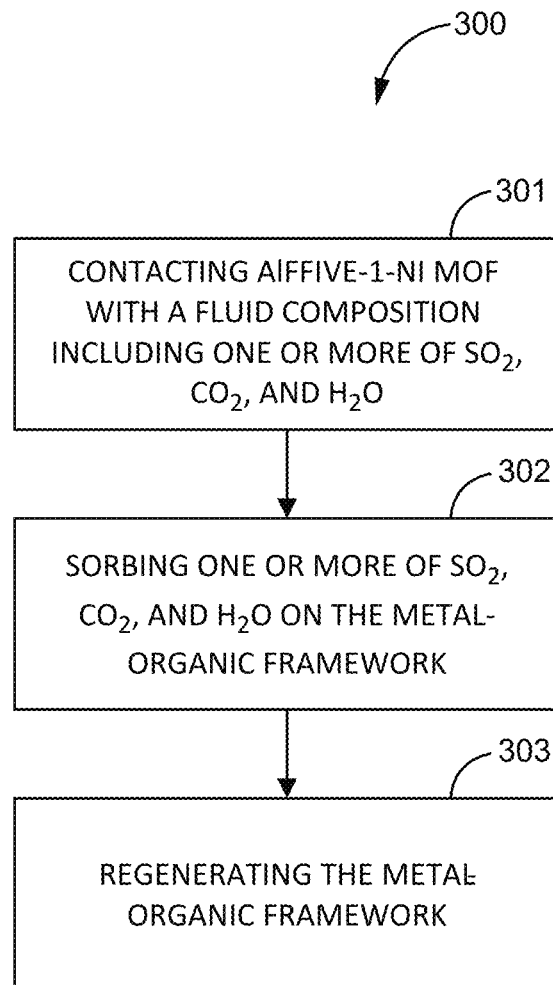 300
301
CONTACTING AlFFIVE-1-NI MOF
WITH A FLUID COMPOSITION
INCLUDING ONE OR MORE OF SO₂,
CO₂, AND H₂O
302
SORBING ONE OR MORE OF SO₂,
CO₂, AND H₂O ON THE METAL-
ORGANIC FRAMEWORK
303
REGENERATING THE METAL-
ORGANIC FRAMEWORK